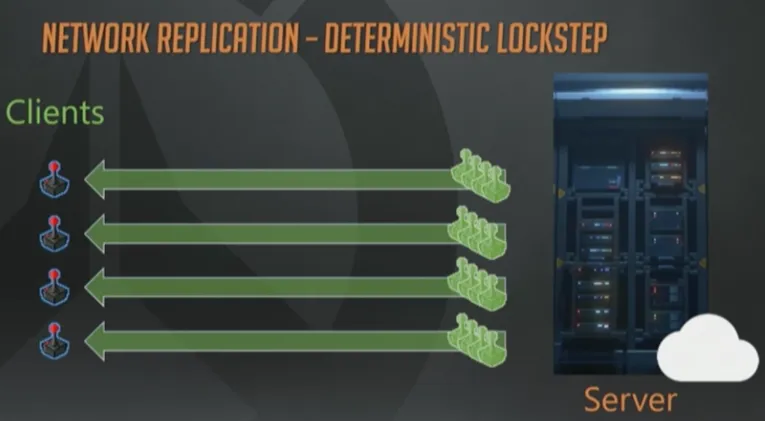 NETWORK REPLICATION – DETERMINISTIC LOCKSTEP
Clients
Server